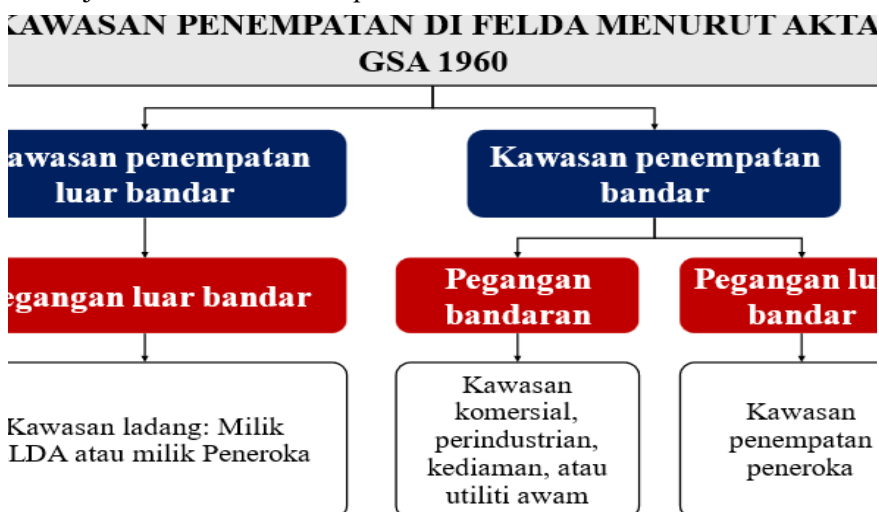 KAWASAN PENEMPATAN DI FELDA MENURUT AKTA
GSA 1960
awasan penempatan
luar bandar
Kawasan penempatan
bandar
egangan luar bandar
Pegangan
bandaran
Pegangan lu
bandar
Kawasan ladang: Milik
LDA atau milik Peneroka
Kawasan
komersial,
perindustrian,
kediaman, atau
utiliti awam
Kawasan
penempatan
peneroka